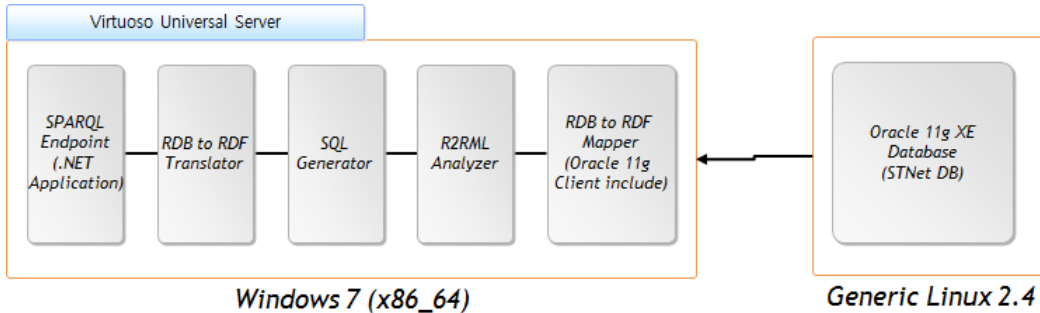 Virtuoso Universal Server
SPARQL
Endpoint
(.NET
Application)
RDB to RDF
Translator
SQL
Generator
R2RML
Analyzer
RDB to RDF
Mapper
(Oracle 11g
Client include)
Oracle 11g XE
Database
(STNet DB)
Windows 7 (x86_64)
Generic Linux 2.4